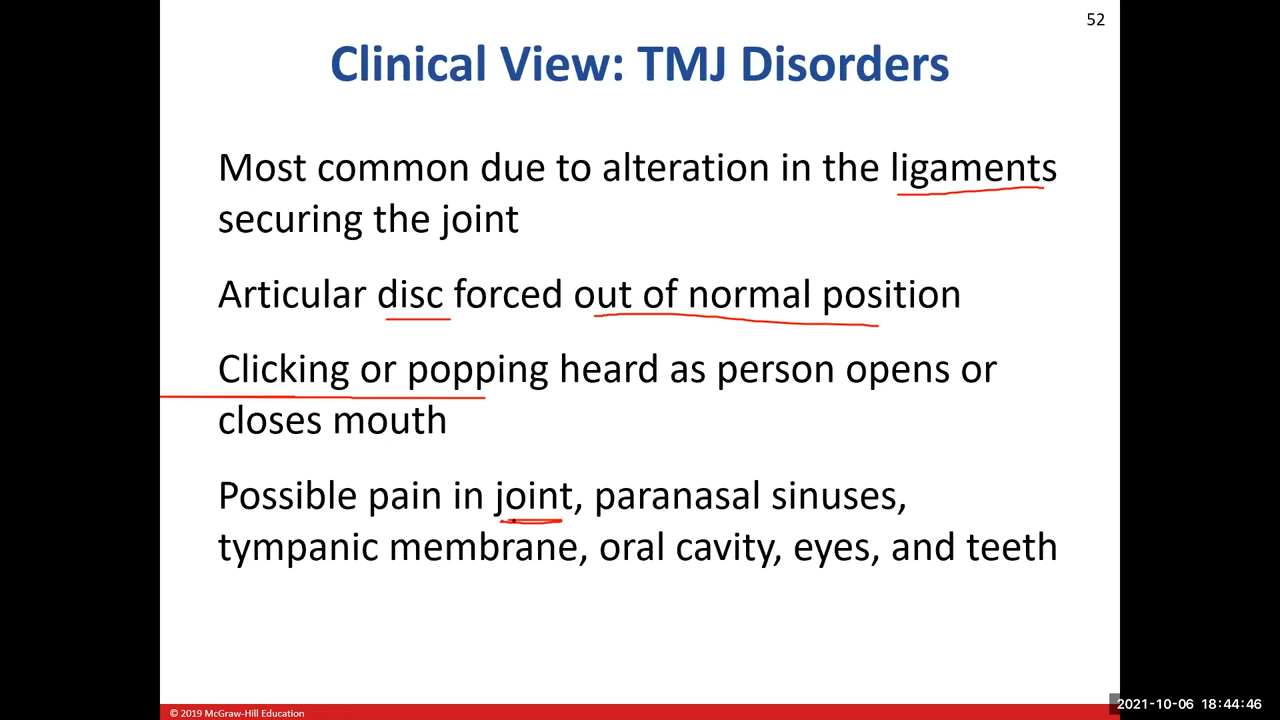 52
Clinical View: TMJ Disorders
Most common due to alteration in the ligaments
securing the joint
Articular disc forced out of normal position
Clicking or popping heard as person opens or
closes mouth
Possible pain in joint, paranasal sinuses,
tympanic membrane, oral cavity, eyes, and teeth
© 2019 McGraw-Hill Education
2021-10-06 18:44:46